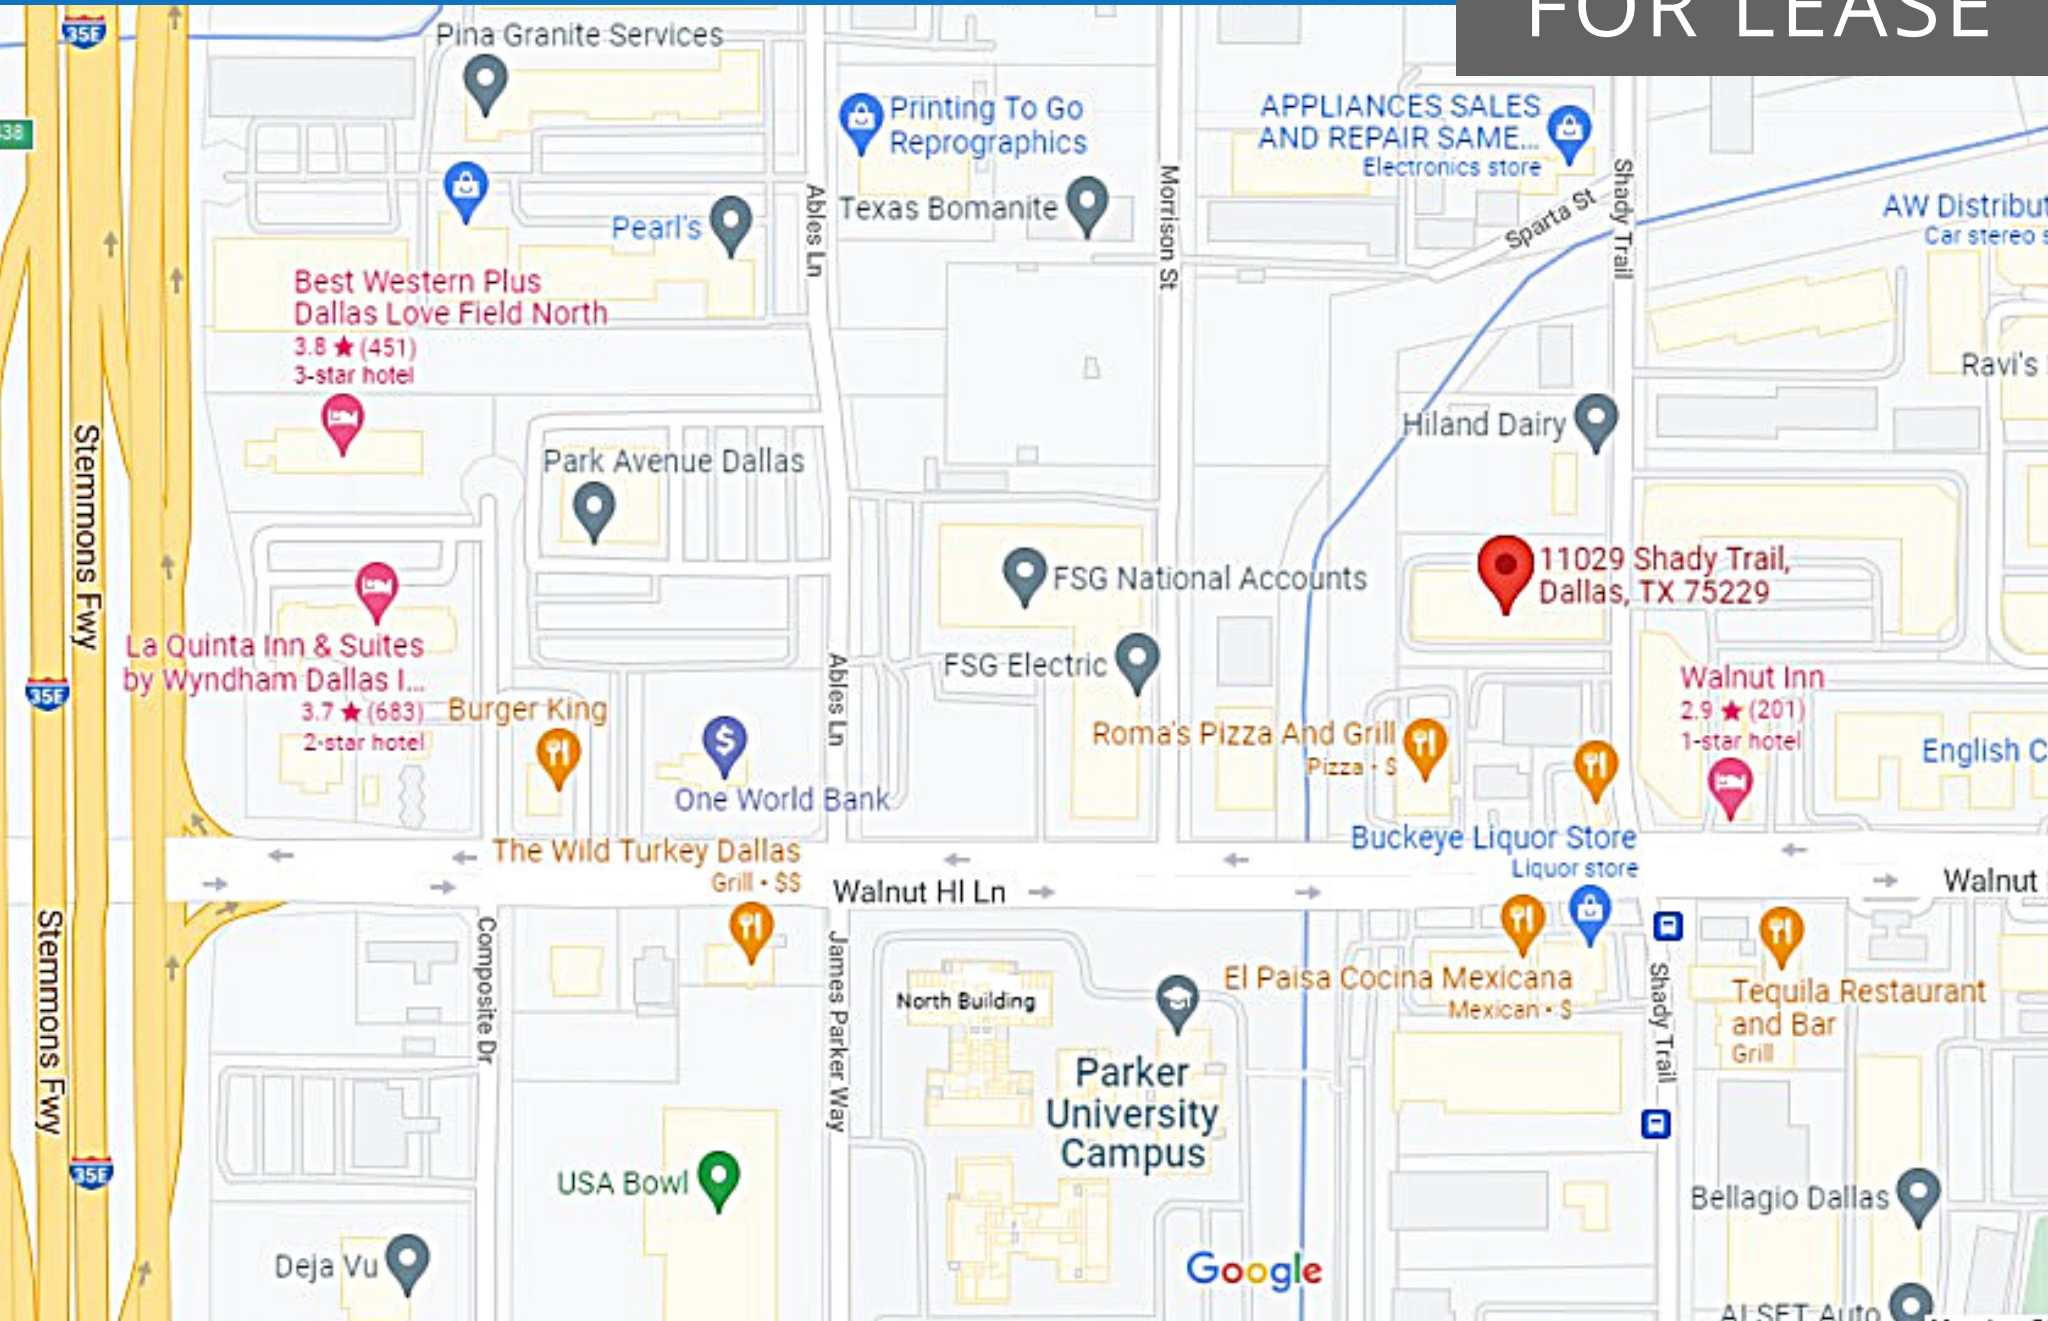 FOR LEASE
35E
Pina Granite Services
Printing To Go
Reprographics
APPLIANCES SALES
AND REPAIR SAME...
Electronics store
38
Shady Trail
Ables Ln
Morrison St
Texas Bomanite
Sparta St
Pearl's
AW Distribut
Car stereo s
Best Western Plus
Dallas Love Field North
3.8 ★ (451)
3-star hotel
Ravi's
Hiland Dairy
Stemmons Fwy
Park Avenue Dallas
11029 Shady Trail,
Dallas, TX 75229
FSG National Accounts
La Quinta Inn & Suites
by Wyndham Dallas I...
3.7 ★ (683)
2-star hotel
35E
FSG Electric
Ables Ln
Walnut Inn
2.9 ★ (201)
1-star hotel
Burger King
Roma's Pizza And Grill
Pizza • $
English C
$
One World Bank
Buckeye Liquor Store
Liquor store
The Wild Turkey Dallas
Grill • $$
Walnut Hl Ln
Walnut
Stemmons Fwy
Composite Dr
James Parker Way
North Building
El Paisa Cocina Mexicana
Mexican • $
Shady Trail
Tequila Restaurant
and Bar
Grill
Parker
University
Campus
35E
USA Bowl
Bellagio Dallas
Deja Vu
Google
ALSET Auto